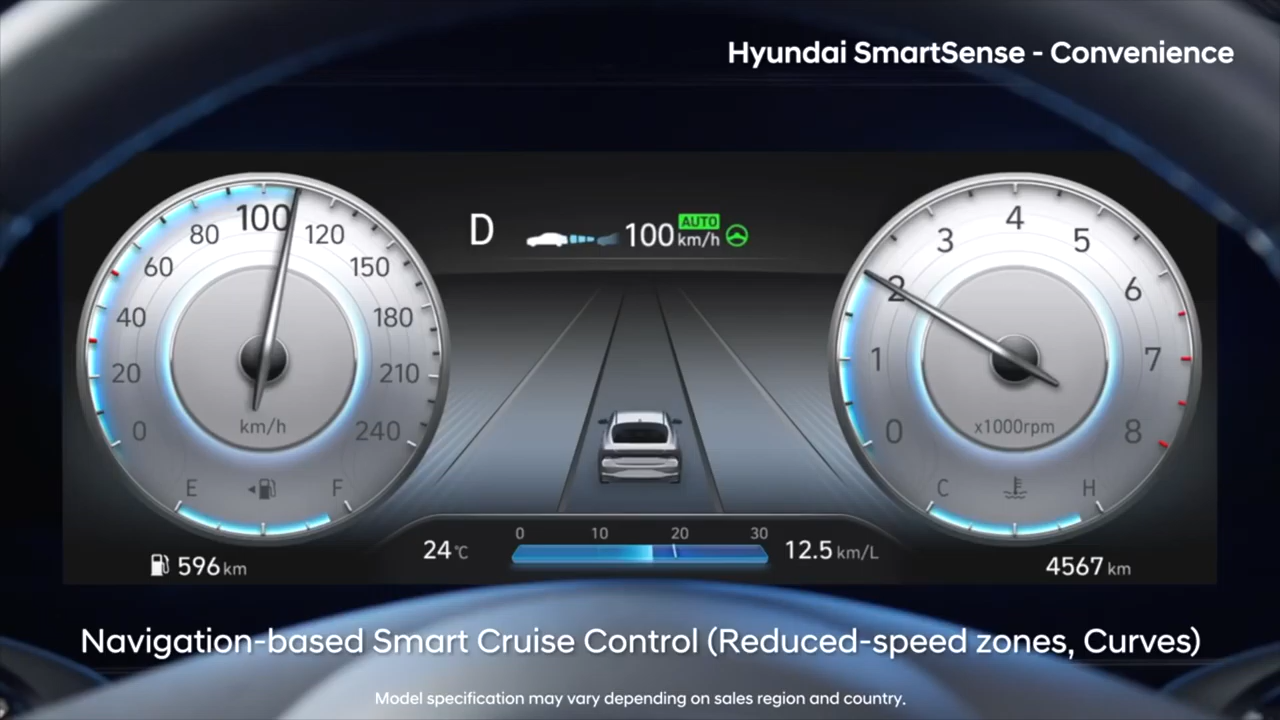 Hyundai SmartSense - Convenience
D 100 AUTO km/h
0 20 40 60 80 100 120 150 180 210 240
km/h
E F
0 1 2 3 4 5 6 7 8
x1000rpm
C H
0 10 20 30
24 °C 12.5 km/L
596 km 4567 km
Navigation-based Smart Cruise Control (Reduced-speed zones, Curves)
Model specification may vary depending on sales region and country.